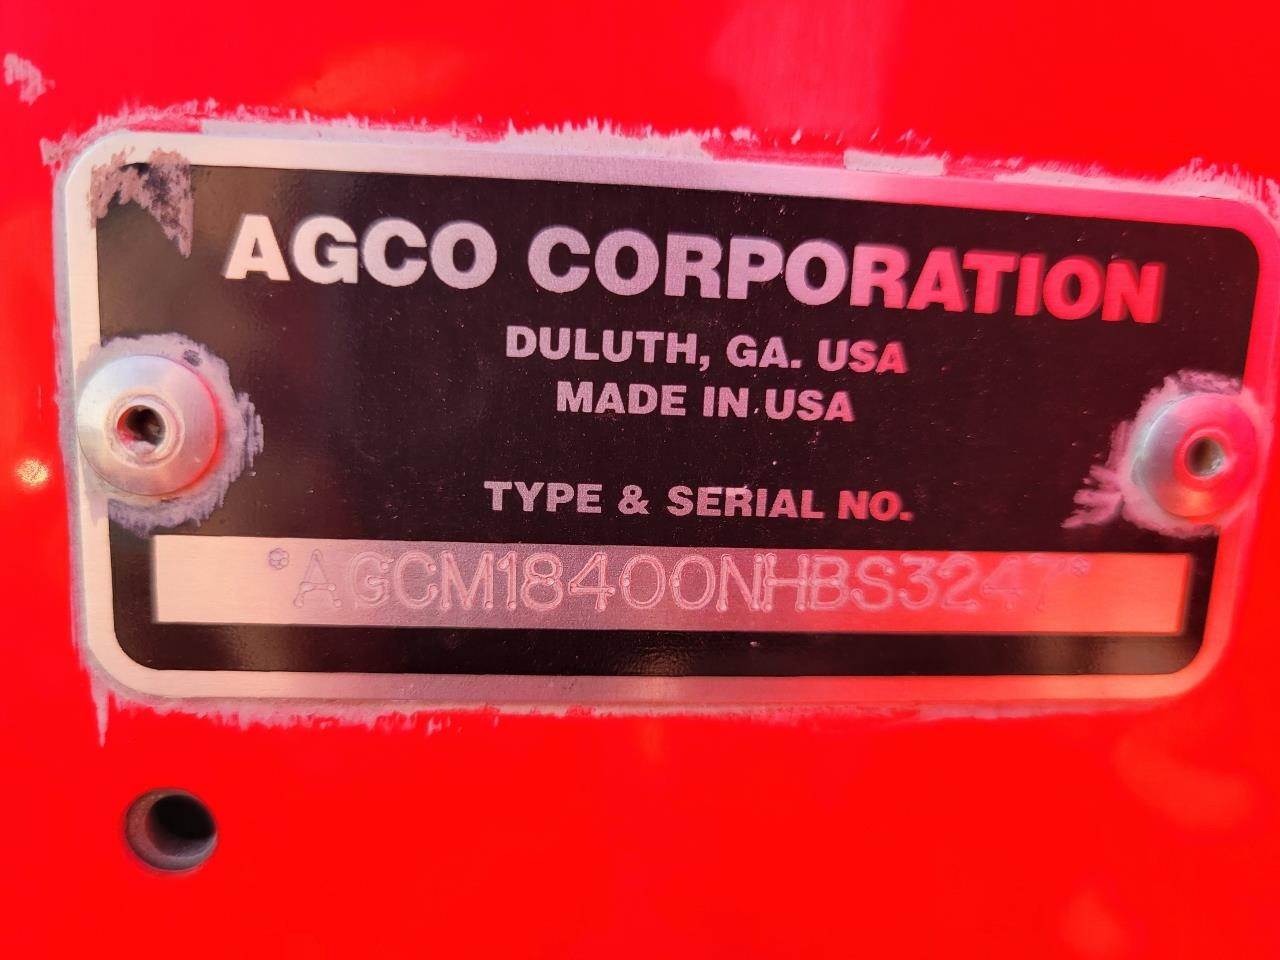 AGCO CORPORATION
DULUTH, GA. USA
MADE IN USA
TYPE & SERIAL NO.
*AGCM18400NHBS3247*